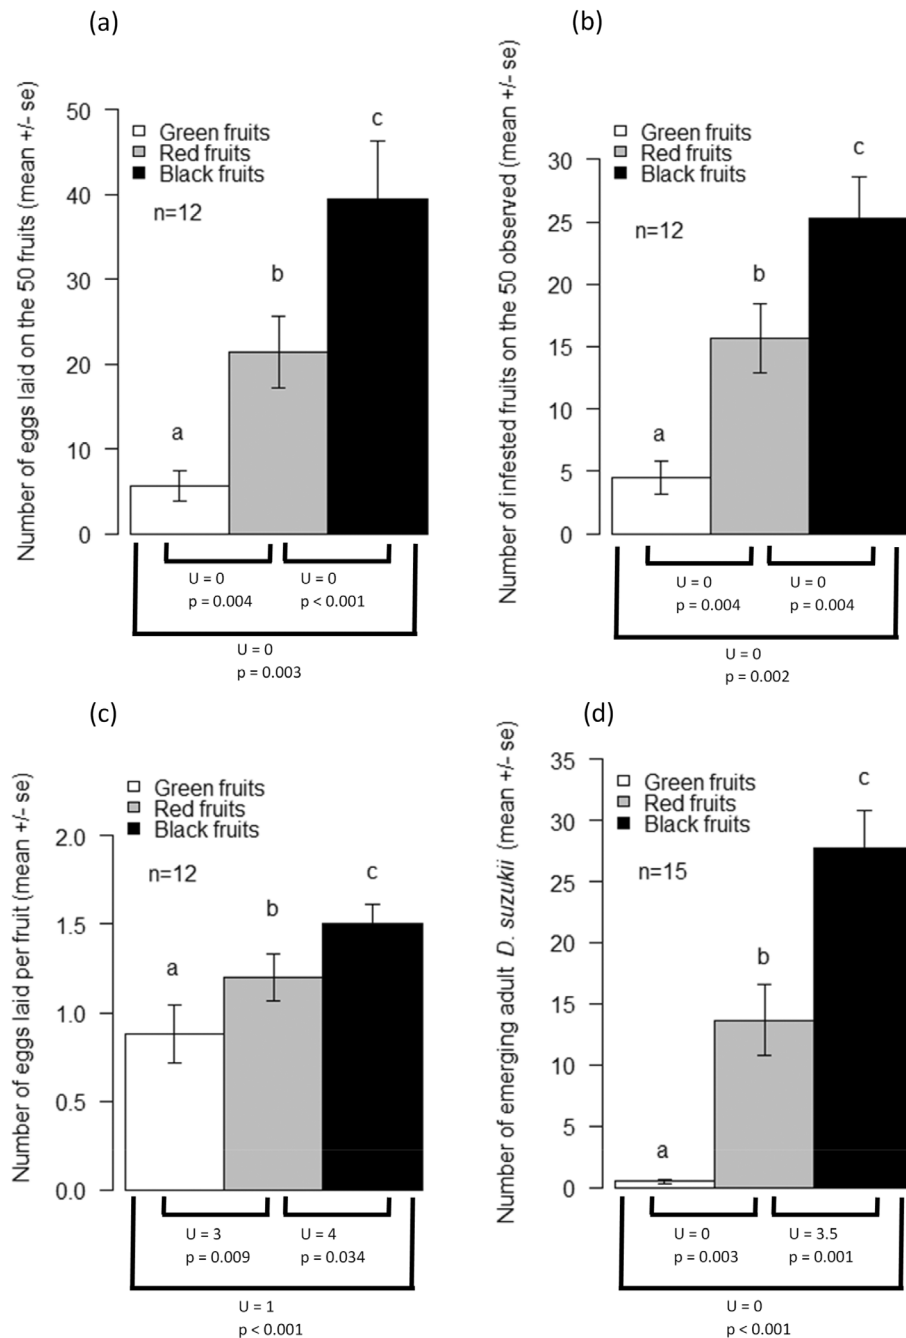 (a)
Number of eggs laid on the 50 fruits (mean +/- se)
50
40
30
20
10
0
Green fruits
Red fruits
Black fruits
n=12
a
b
c
U = 0
p = 0.004
U = 0
p < 0.001
U = 0
p = 0.003
(b)
Number of infested fruits on the 50 observed (mean +/- se)
30
25
20
15
10
5
0
Green fruits
Red fruits
Black fruits
n=12
a
b
c
U = 0
p = 0.004
U = 0
p = 0.004
U = 0
p = 0.002
(c)
Number of eggs laid per fruit (mean +/- se)
2.0
1.5
1.0
0.5
0.0
Green fruits
Red fruits
Black fruits
n=12
a
b
c
U = 3
p = 0.009
U = 4
p = 0.034
U = 1
p < 0.001
(d)
Number of emerging adult D. suzukii (mean +/- se)
35
30
25
20
15
10
5
0
Green fruits
Red fruits
Black fruits
n=15
a
b
c
U = 0
p = 0.003
U = 3.5
p = 0.001
U = 0
p < 0.001